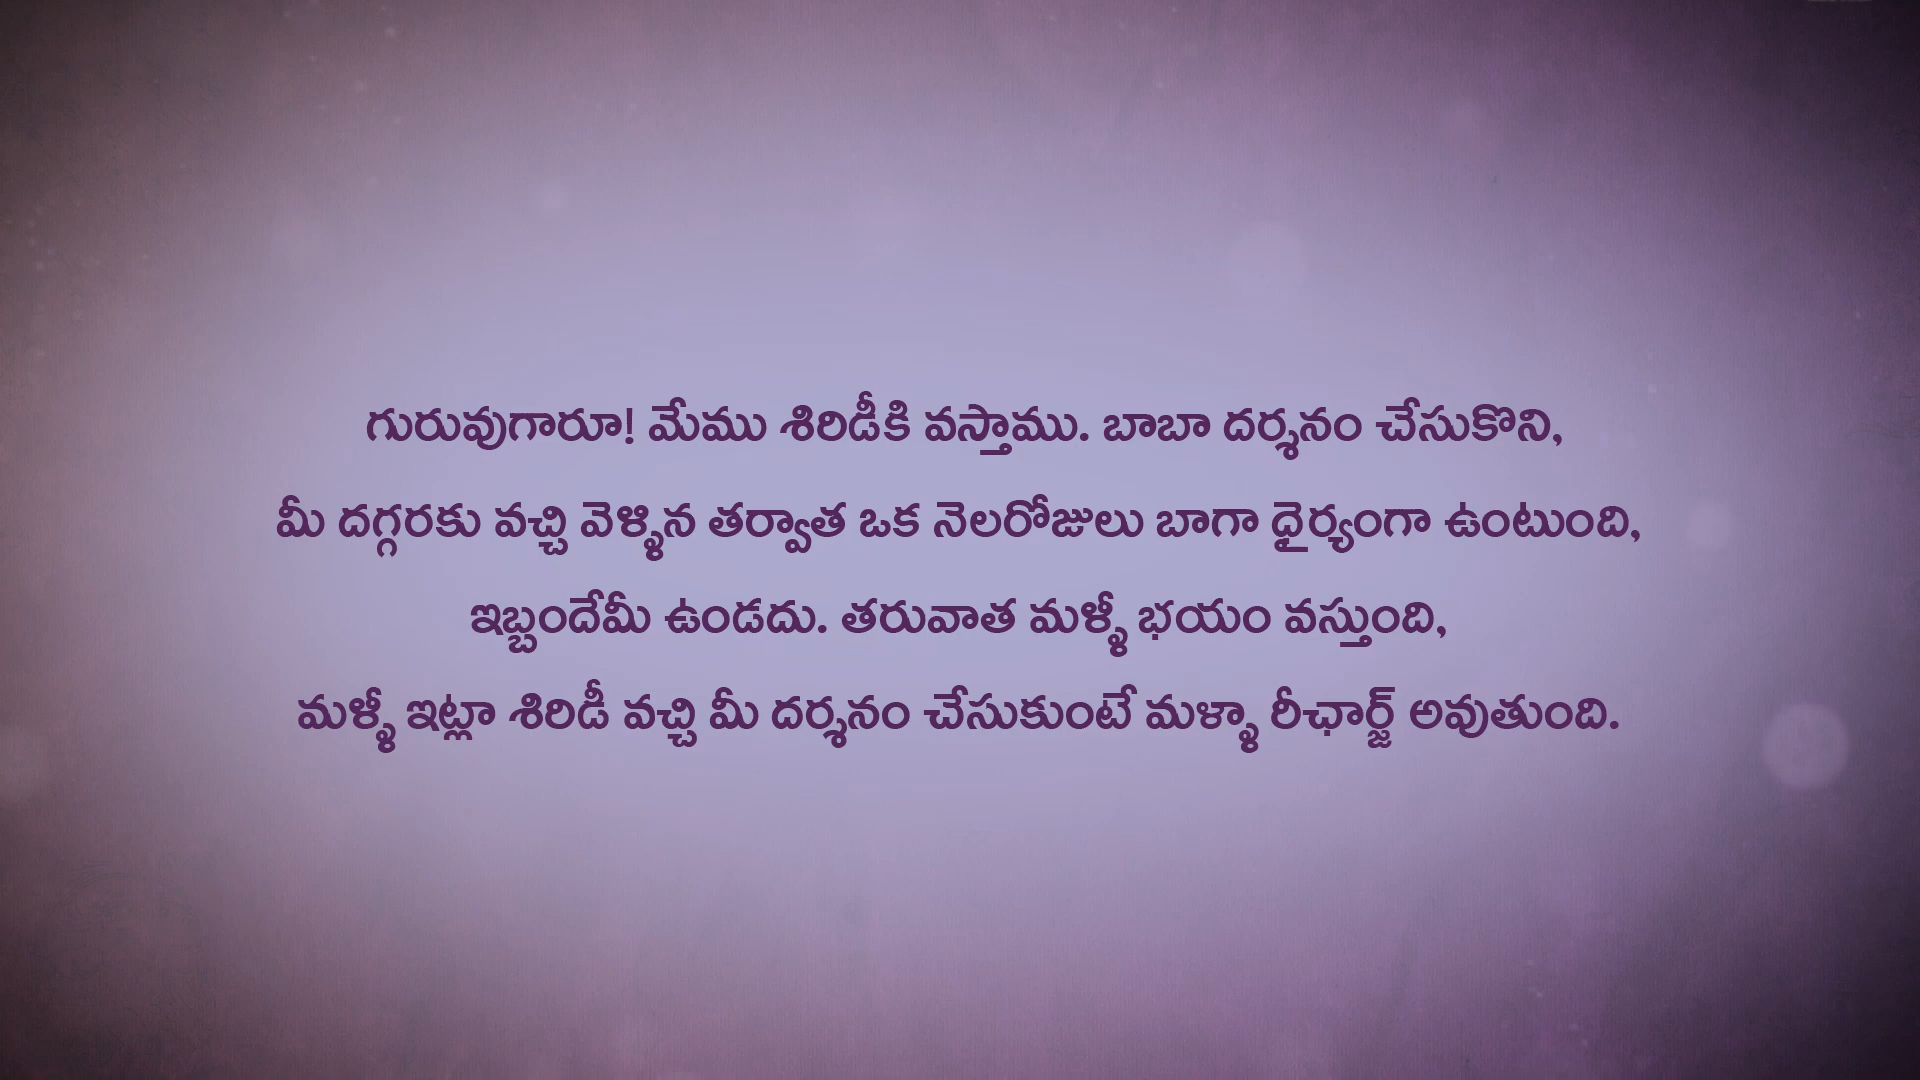 గురువుగారూ! మేము శిరిడీకి వస్తాము. బాబా దర్శనం చేసుకొని,
మీ దగ్గరకు వచ్చి వెళ్ళిన తర్వాత ఒక నెలరోజులు బాగా ధైర్యంగా ఉంటుంది,
ఇబ్బందేమీ ఉండదు. తరువాత మళ్ళీ భయం వస్తుంది,
మళ్ళీ ఇట్లా శిరిడీ వచ్చి మీ దర్శనం చేసుకుంటే మళ్ళా రీఛార్జ్ అవుతుంది.